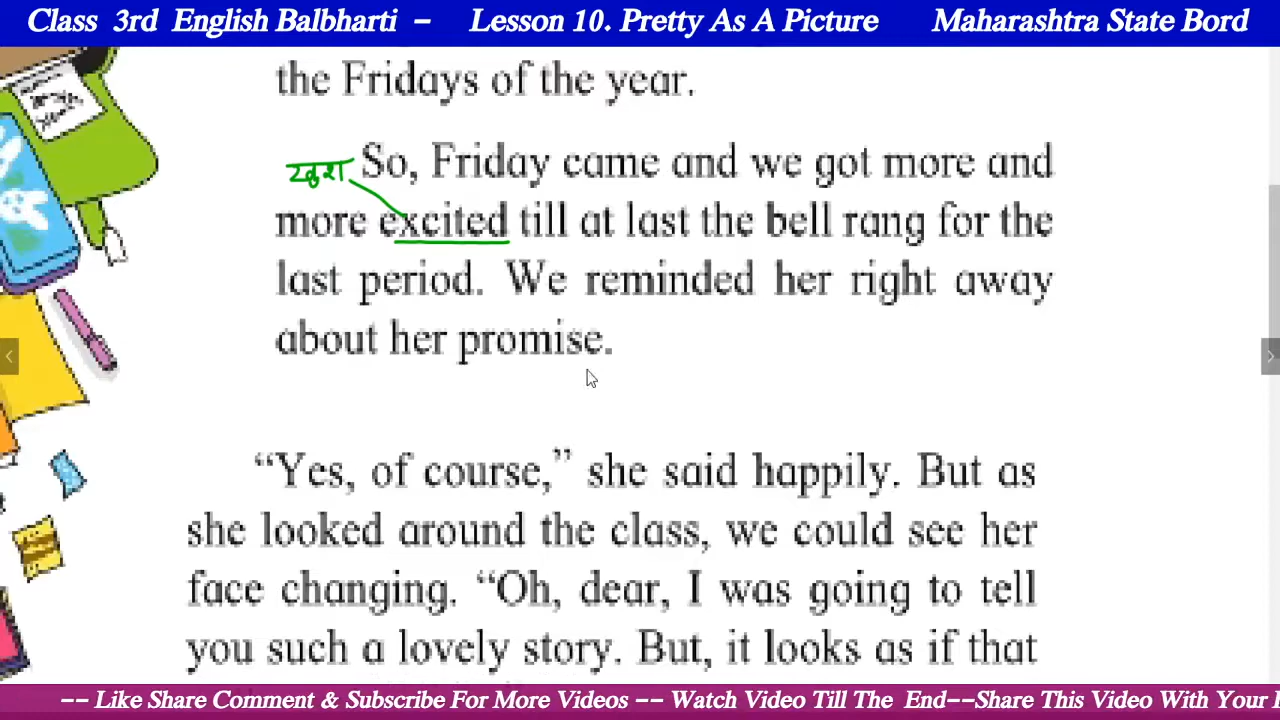 Class 3rd English Balbharti - Lesson 10. Pretty As A Picture Maharashtra State Bord
the Fridays of the year.
खुश
So, Friday came and we got more and
more excited till at last the bell rang for the
last period. We reminded her right away
about her promise.
“Yes, of course,” she said happily. But as
she looked around the class, we could see her
face changing. “Oh, dear, I was going to tell
you such a lovely story. But, it looks as if that
-- Like Share Comment & Subscribe For More Videos -- Watch Video Till The End--Share This Video With Your